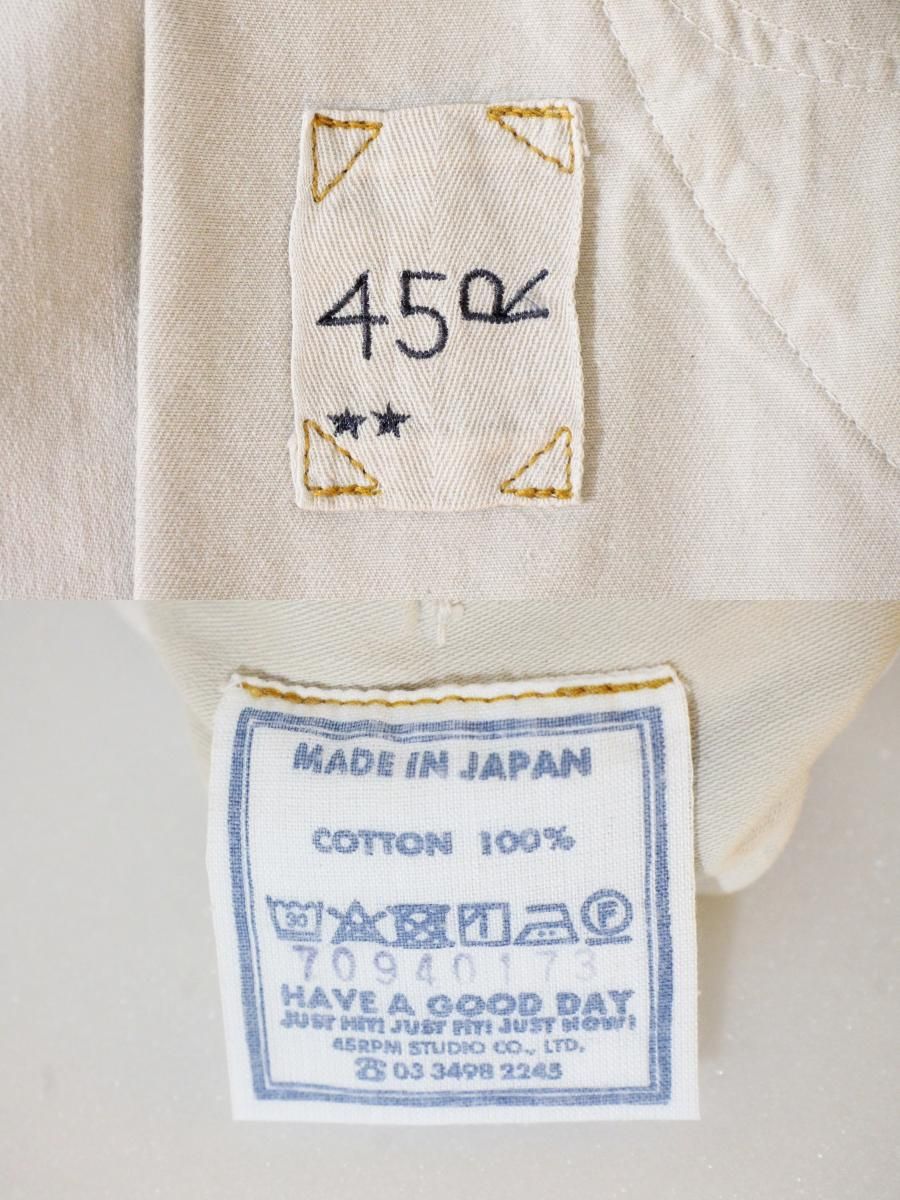 45R
★★
MADE IN JAPAN
COTTON 100%
30
F
70940173
HAVE A GOOD DAY
JUST HIT! JUST FIT! JUST NOW!
45RPM STUDIO CO., LTD.
☎ 03 3498 2245